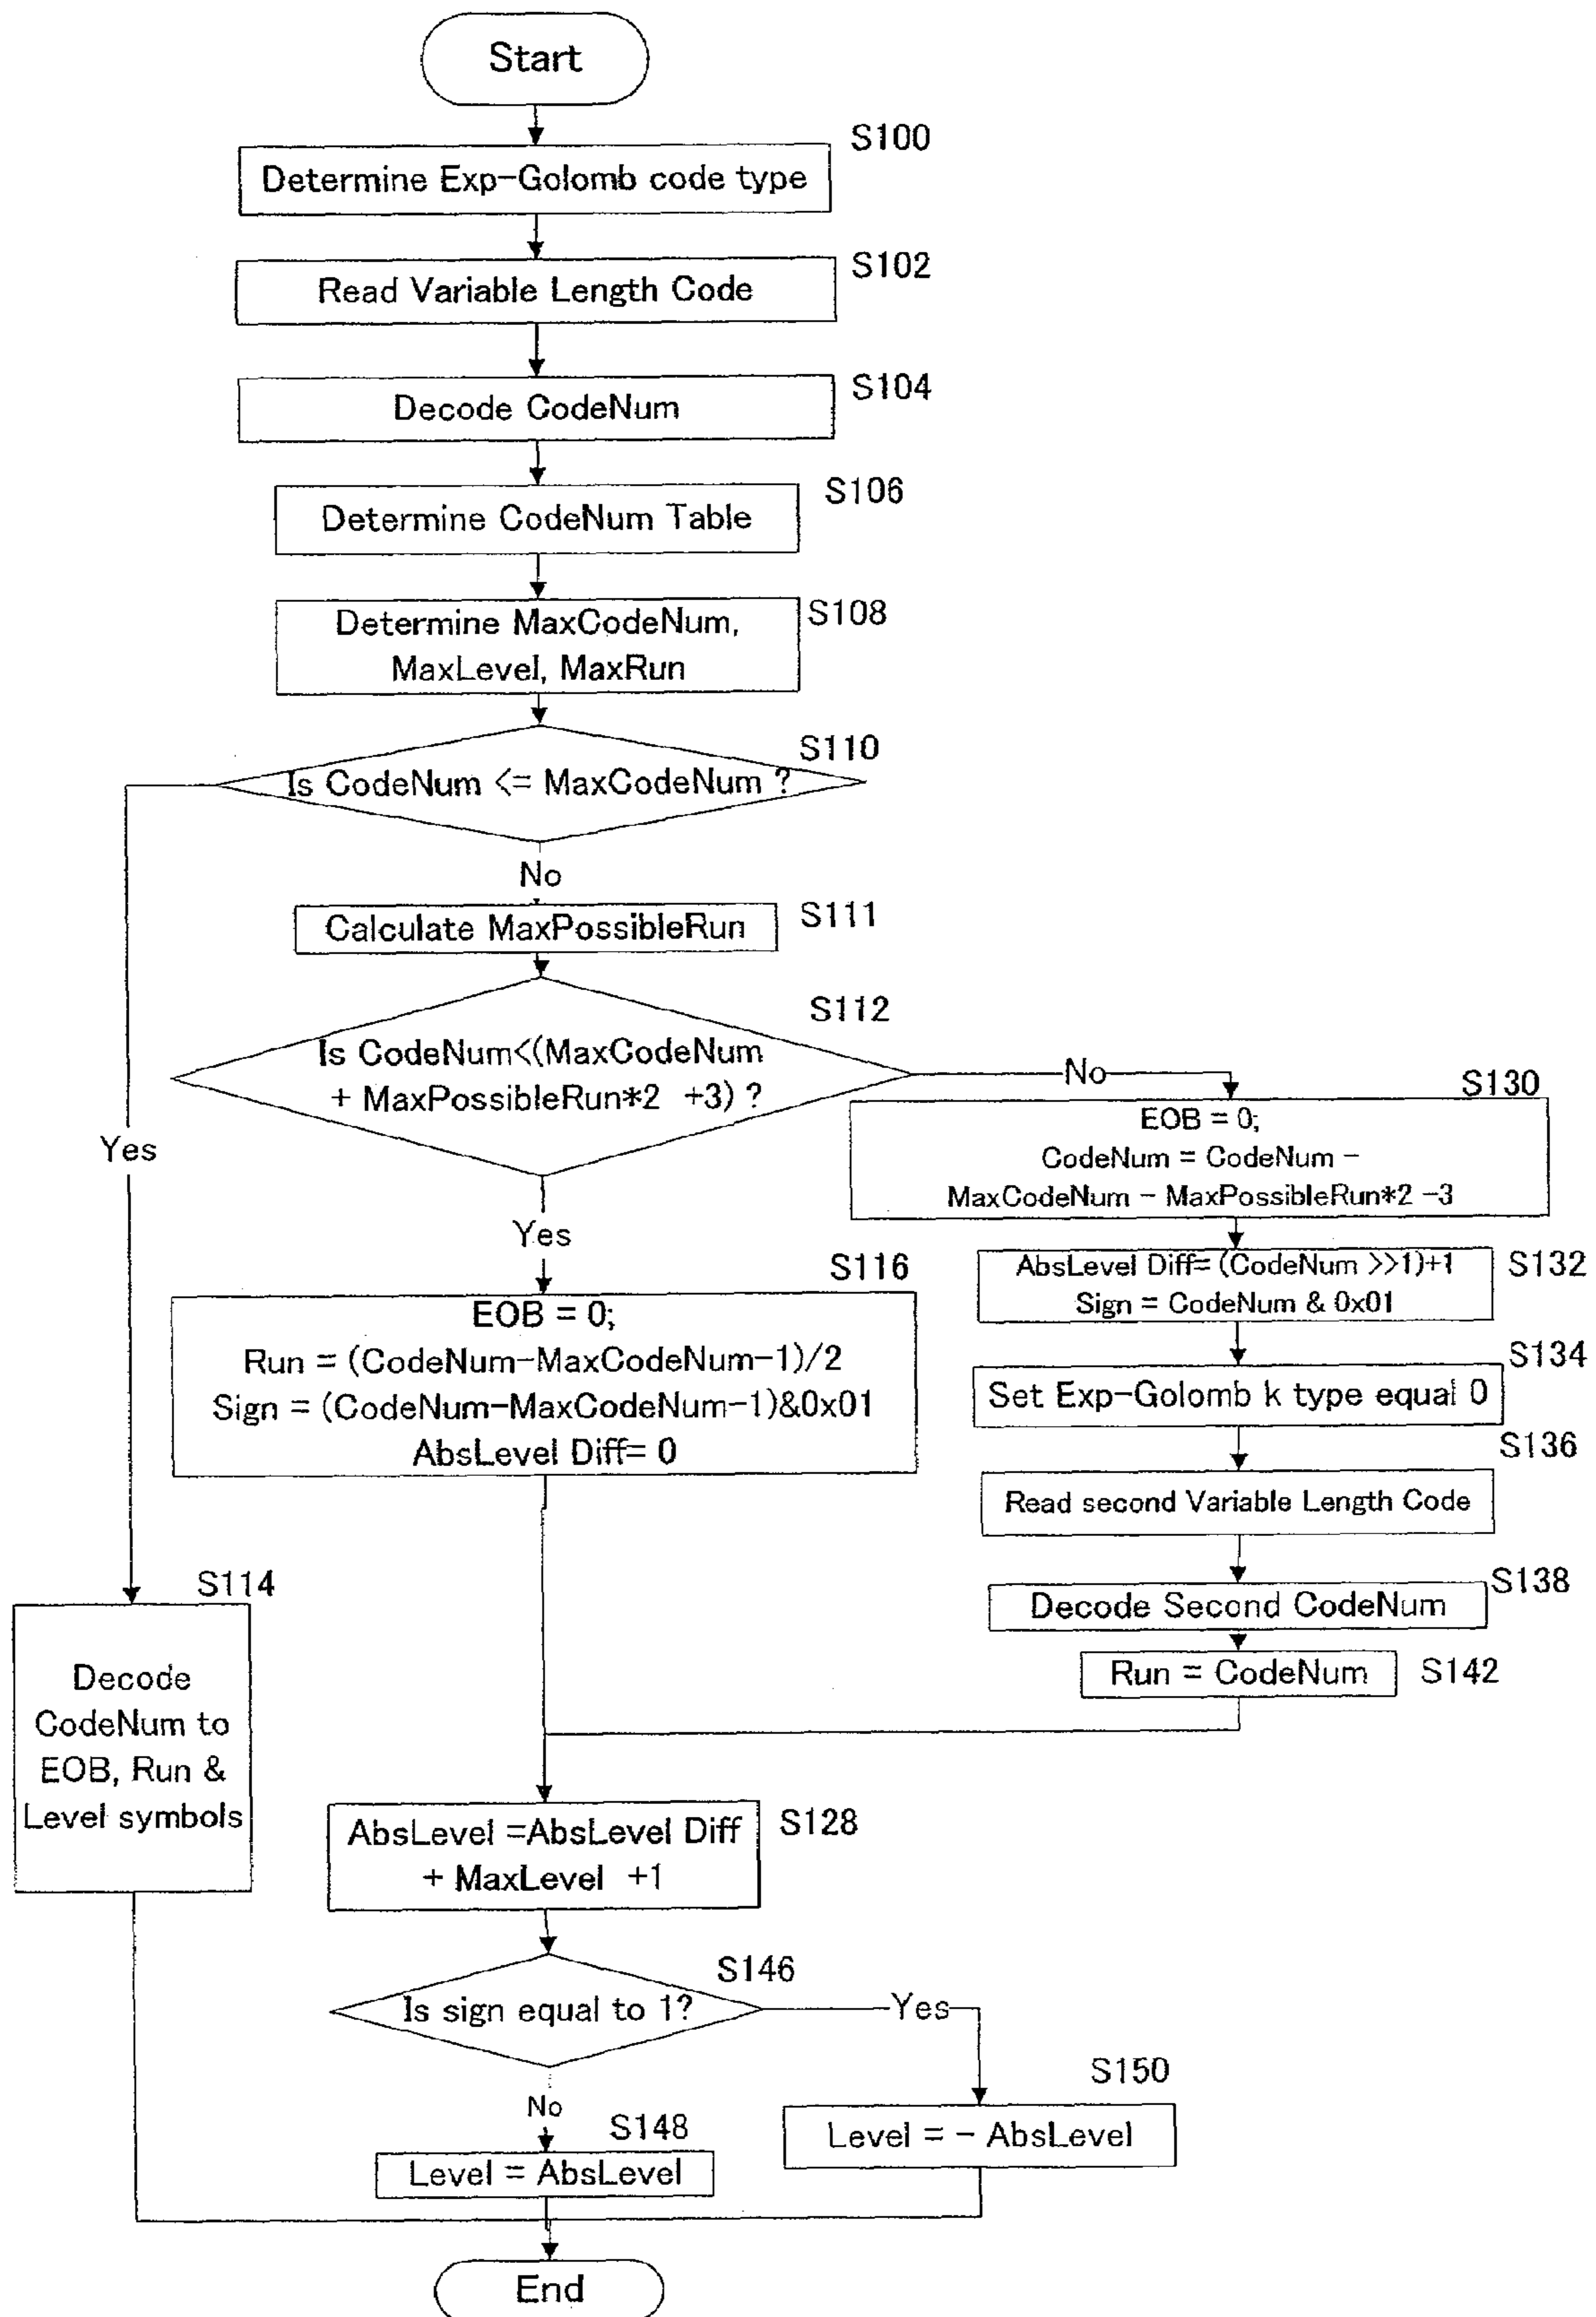 Start
S100
Determine Exp-Golomb code type
S102
Read Variable Length Code
S104
Decode CodeNum
S106
Determine CodeNum Table
S108
Determine MaxCodeNum,
MaxLevel, MaxRun
S110
Is CodeNum <= MaxCodeNum ?
No
S111
Calculate MaxPossibleRun
S112
Is CodeNum<(MaxCodeNum
+ MaxPossibleRun*2 +3) ?
No
Yes
Yes
S130
EOB = 0;
CodeNum = CodeNum -
MaxCodeNum - MaxPossibleRun*2 -3
S132
AbsLevel Diff= (CodeNum >>1)+1
Sign = CodeNum & 0x01
S134
Set Exp-Golomb k type equal 0
S136
Read second Variable Length Code
S138
Decode Second CodeNum
Run = CodeNum
S142
S116
EOB = 0;
Run = (CodeNum-MaxCodeNum-1)/2
Sign = (CodeNum-MaxCodeNum-1)&0x01
AbsLevel Diff= 0
S114
Decode
CodeNum to
EOB, Run &
Level symbols
S128
AbsLevel =AbsLevel Diff
+ MaxLevel +1
S146
Is sign equal to 1?
Yes
No
S150
Level = - AbsLevel
S148
Level = AbsLevel
End